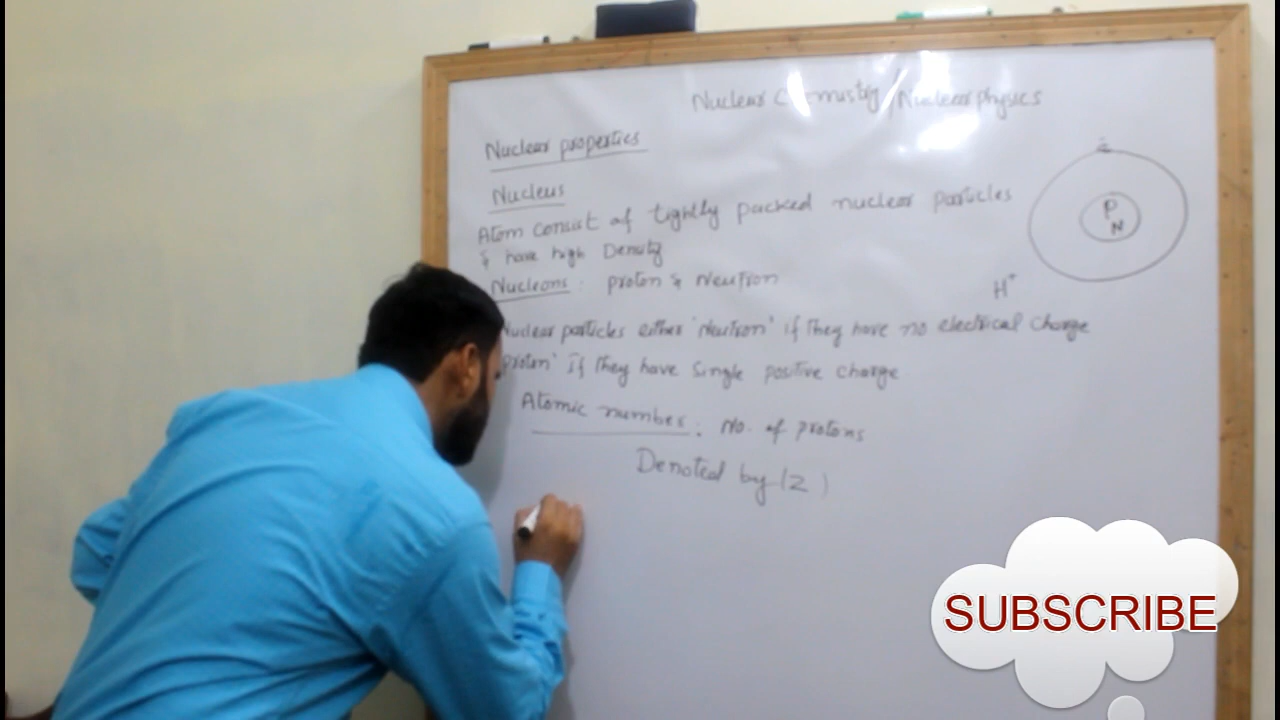 Nuclear Chemistry / Nuclear physics
Nuclear properties
Nucleus
Atom consist of tightly packed nuclear particles
& have high Density
Nucleons : proton & Neutron
Nuclear particles either 'Neutron' if they have no electrical charge
'proton' if they have single positive charge
Atomic number : No. of protons
Denoted by (Z)
e-
P
N
H+
SUBSCRIBE